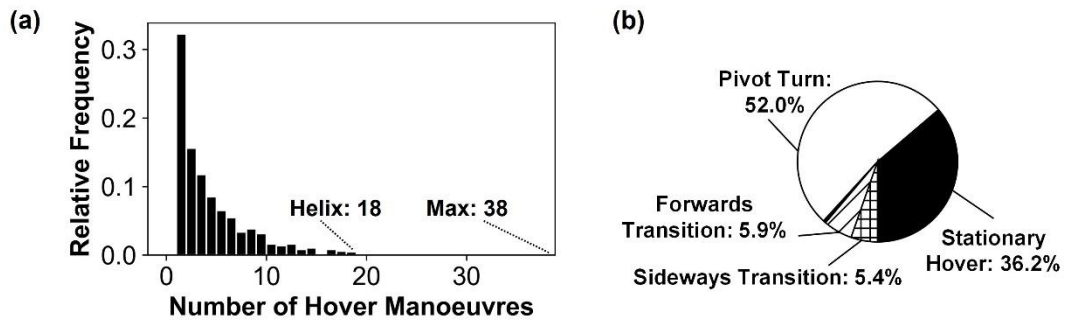 (a)
Relative Frequency
0.3
0.2
0.1
0.0
Helix: 18
Max: 38
0
10
20
30
Number of Hover Manoeuvres
(b)
Pivot Turn:
52.0%
Forwards
Transition: 5.9%
Sideways Transition: 5.4%
Stationary
Hover: 36.2%